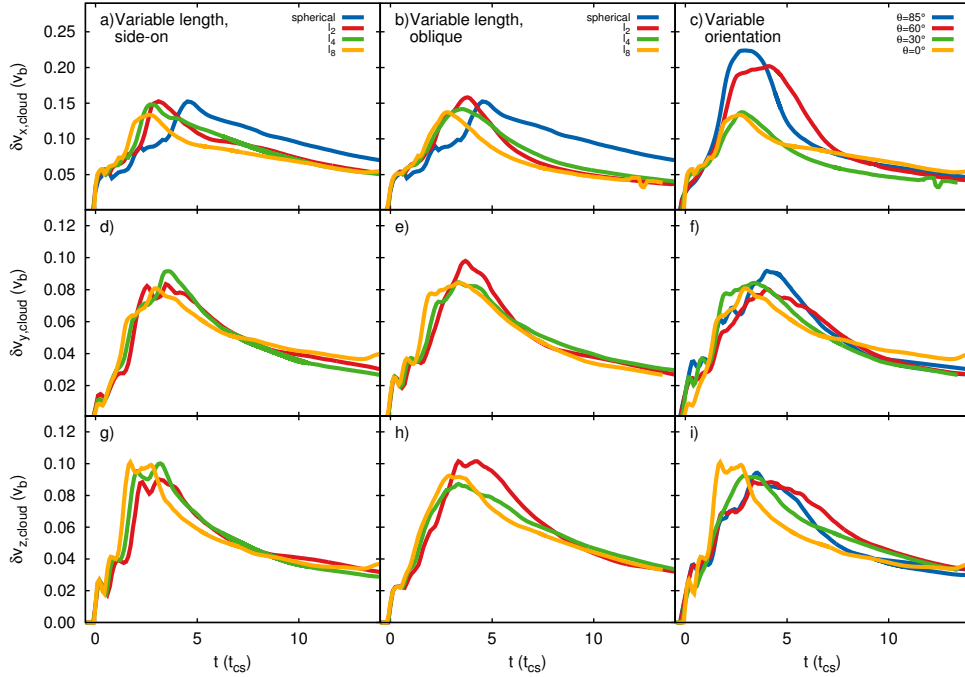 a) Variable length,
side-on
spherical
l2
l4
l8
b) Variable length,
oblique
spherical
l2
l4
l8
c) Variable
orientation
θ=85°
θ=60°
θ=30°
θ=0°
δvx,cloud (vb)
0.25
0.20
0.15
0.10
0.05
d)
e)
f)
δvy,cloud (vb)
0.12
0.10
0.08
0.06
0.04
0.02
g)
h)
i)
δvz,cloud (vb)
0.12
0.10
0.08
0.06
0.04
0.02
0.00
0 5 10
0 5 10
0 5 10
t (tcs)
t (tcs)
t (tcs)